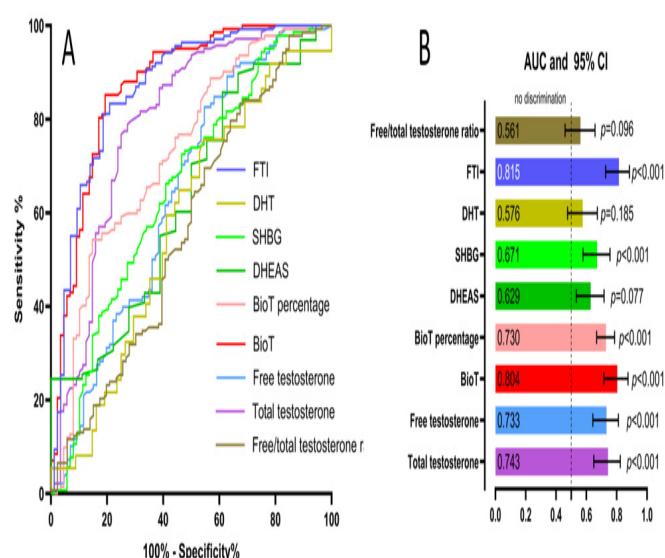 A
Sensitivity %
100
80
60
40
20
0
0 20 40 60 80 100
100% - Specificity%
FTI
DHT
SHBG
DHEAS
BioT percentage
BioT
Free testosterone
Total testosterone
Free/total testosterone r
B
AUC and 95% CI
no discrimination
Free/total testosterone ratio 0.561 p=0.096
FTI 0.815 p<0.001
DHT 0.576 p=0.185
SHBG 0.671 p<0.001
DHEAS 0.629 p=0.077
BioT percentage 0.730 p<0.001
BioT 0.804 p<0.001
Free testosterone 0.733 p<0.001
Total testosterone 0.743 p<0.001
0.0 0.2 0.4 0.6 0.8 1.0